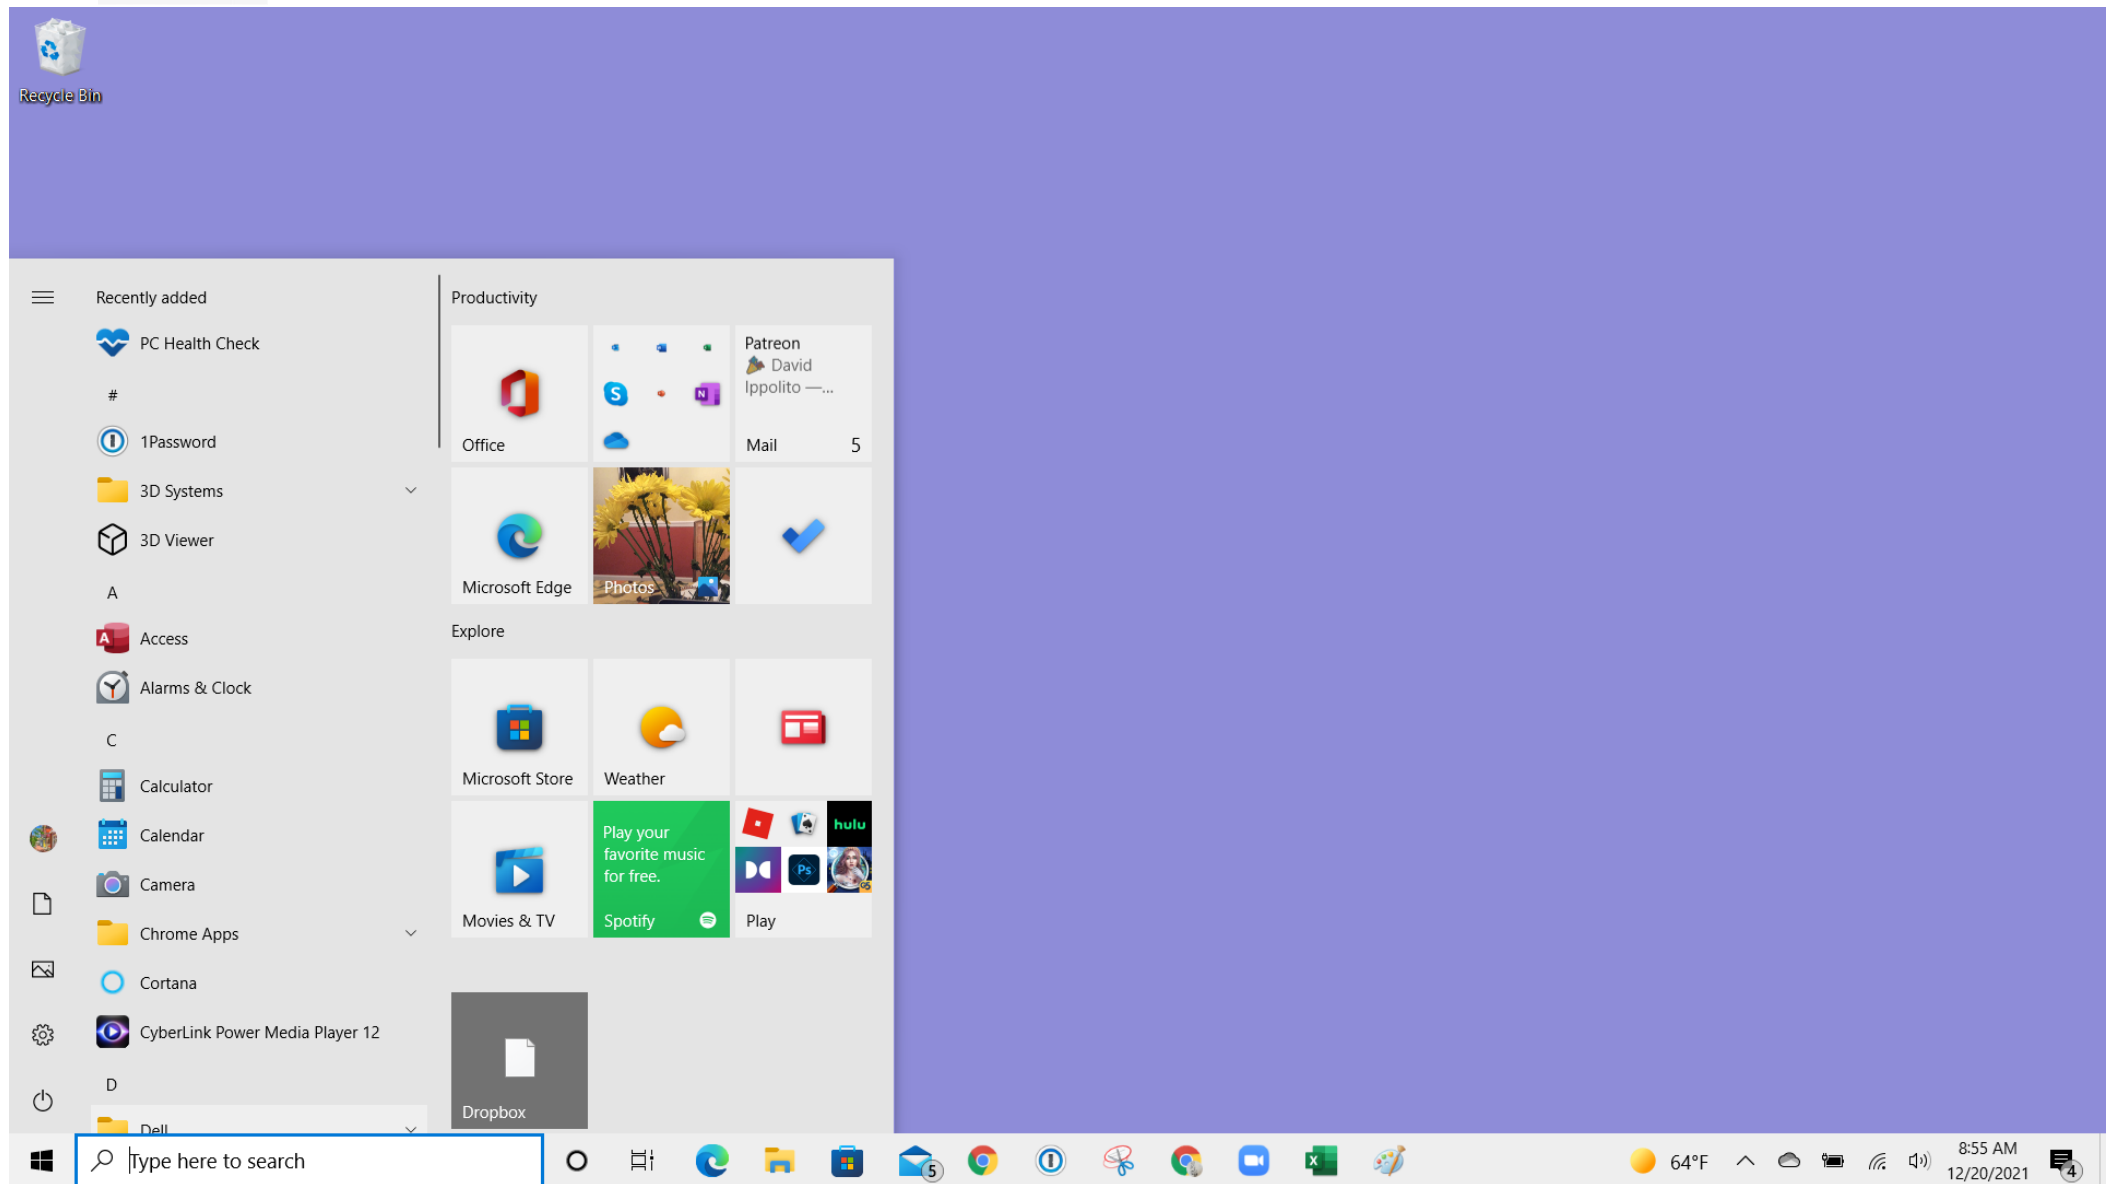 Recycle Bin
Recently added
PC Health Check
#
1Password
3D Systems
3D Viewer
A
Access
Alarms & Clock
C
Calculator
Calendar
Camera
Chrome Apps
Cortana
CyberLink Power Media Player 12
D
Dell
Productivity
Office
Patreon
David
Ippolito —...
Mail 5
Microsoft Edge
Photos
Explore
Microsoft Store
Weather
Movies & TV
Play your
favorite music
for free.
Spotify
hulu
Ps
Play
Dropbox
Type here to search
5
64°F
8:55 AM
12/20/2021
4